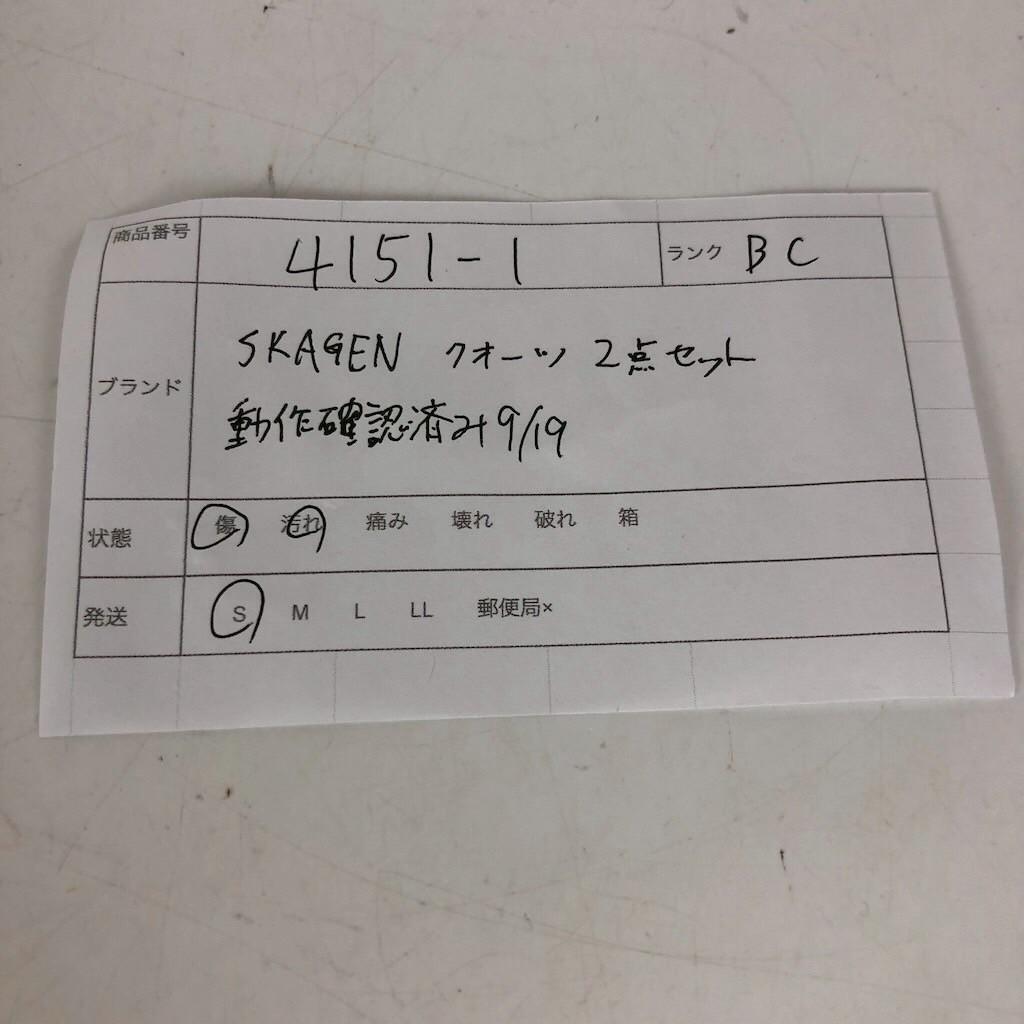 商品番号 4151-1 ランク BC
ブランド
SKAGEN クオーツ 2点セット
動作確認済み9/19
状態 傷 汚れ 痛み 壊れ 破れ 箱
発送 S M L LL 郵便局×